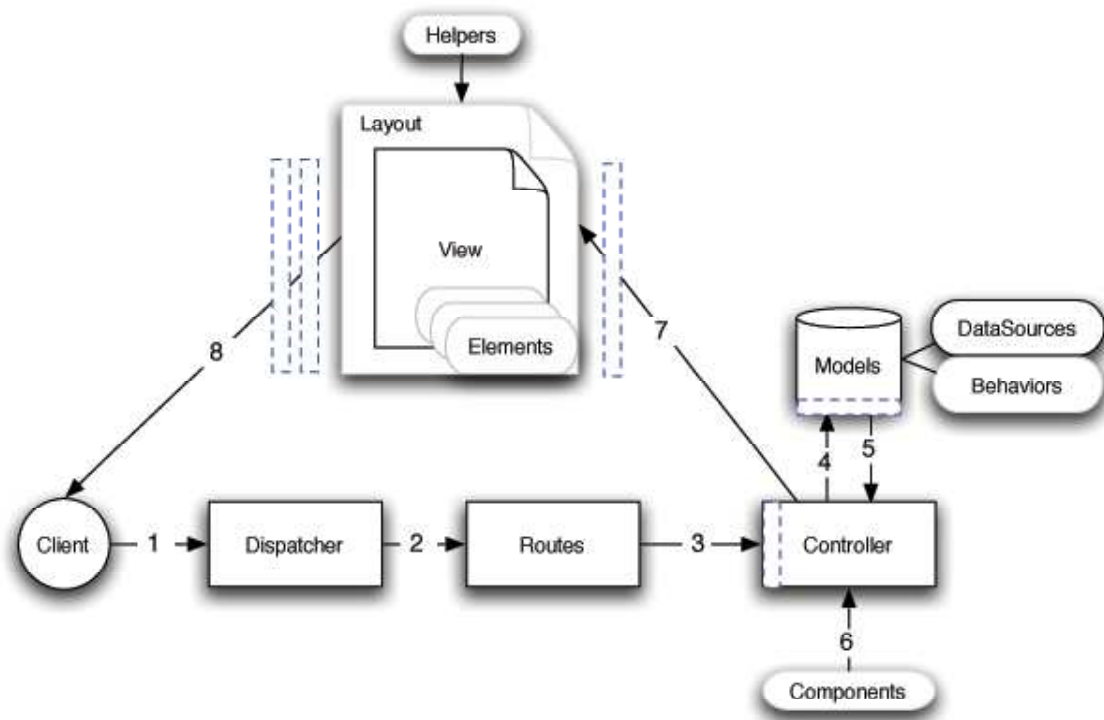 Helpers
Layout
View
Elements
7
8
DataSources
Models
Behaviors
4
5
Client
1
Dispatcher
2
Routes
3
Controller
6
Components